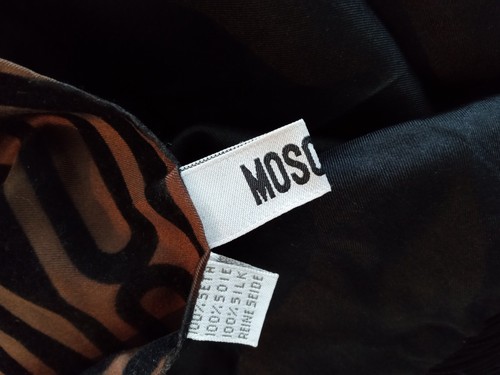 MOSC
100% SETA
100% SOIE
100% SILK
REINE SEIDE